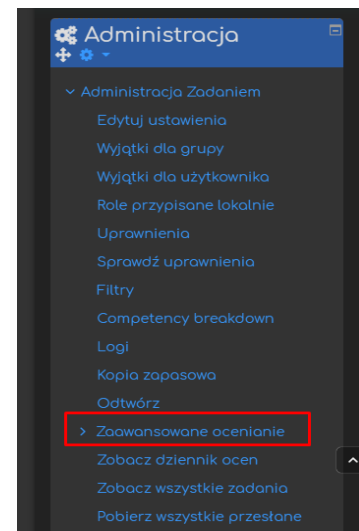 Administracja
Administracja Zadaniem
Edytuj ustawienia
Wyjątki dla grupy
Wyjątki dla użytkownika
Role przypisane lokalnie
Uprawnienia
Sprawdź uprawnienia
Filtry
Competency breakdown
Logi
Kopia zapasowa
Odtwórz
Zaawansowane ocenianie
Zobacz dziennik ocen
Zobacz wszystkie zadania
Pobierz wszystkie przesłane